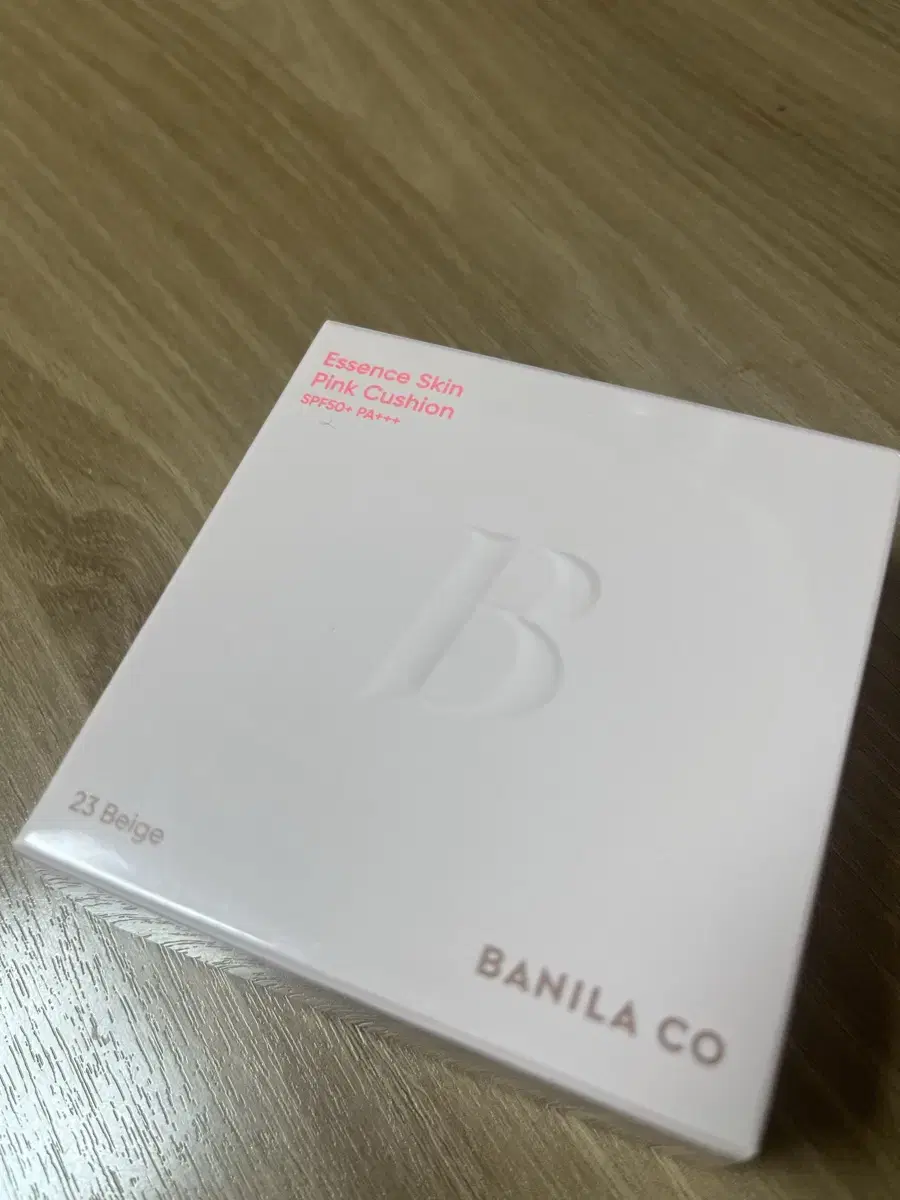 Essence Skin
Pink Cushion
SPF50+ PA+++
B
23 Beige
BANILA CO